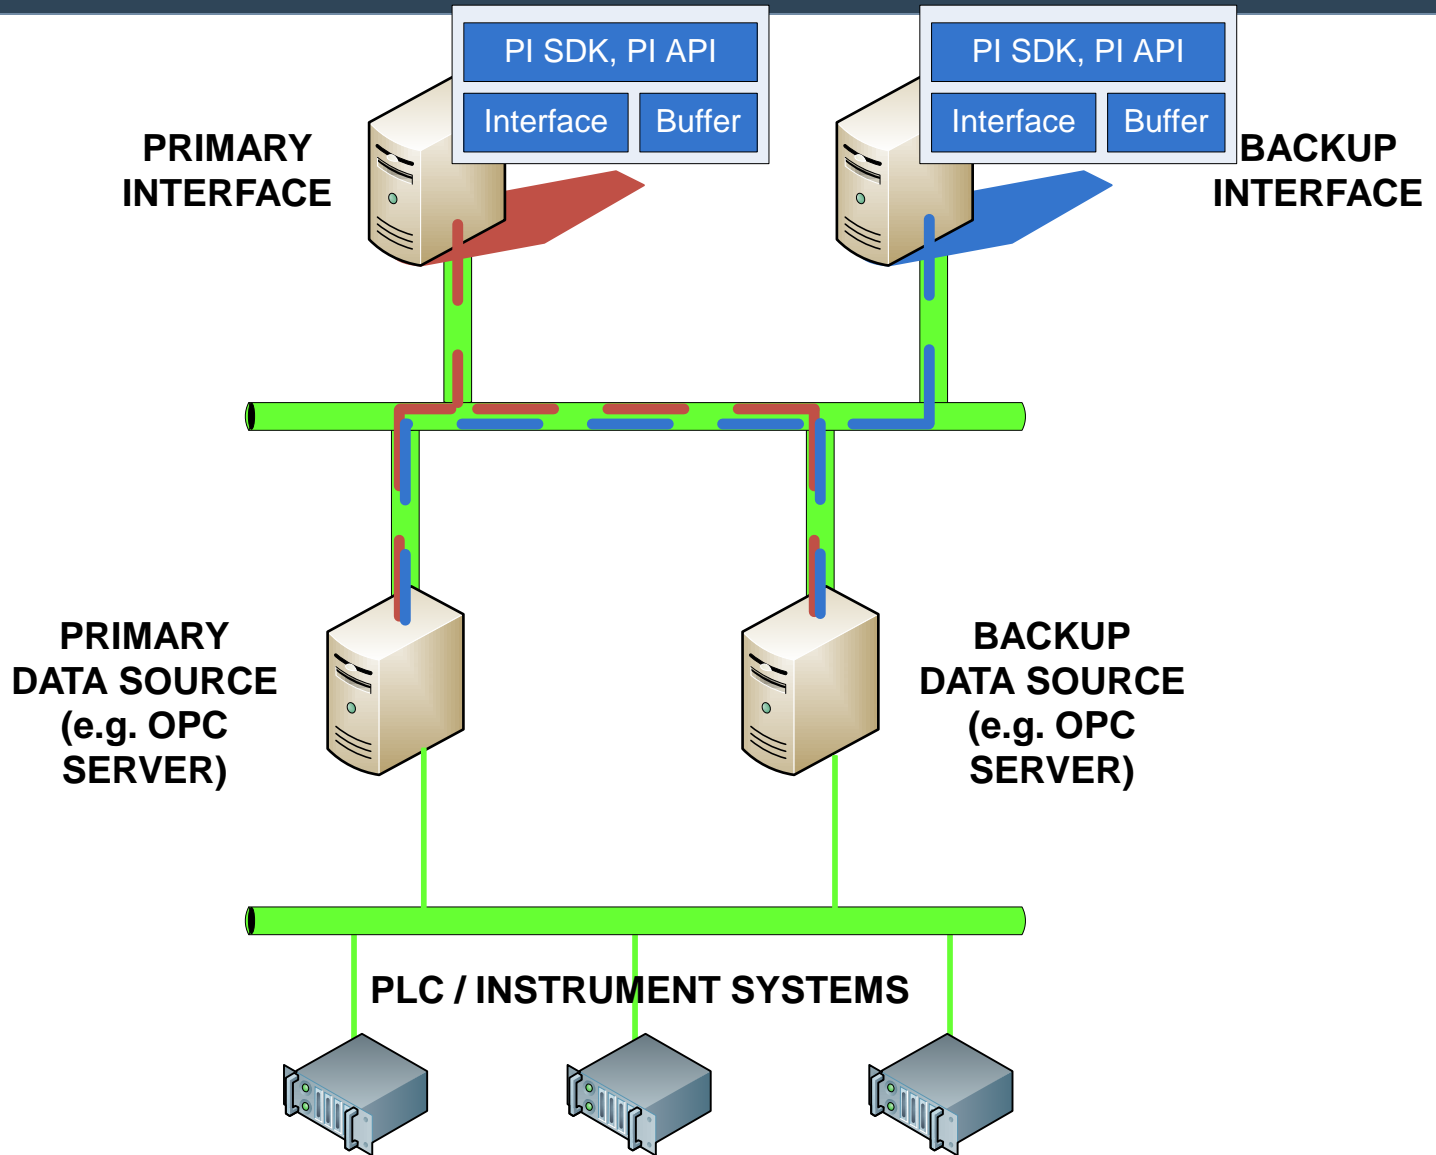 PI SDK, PI API
Interface
Buffer
PI SDK, PI API
Interface
Buffer
PRIMARY
INTERFACE
BACKUP
INTERFACE
PRIMARY
DATA SOURCE
(e.g. OPC
SERVER)
BACKUP
DATA SOURCE
(e.g. OPC
SERVER)
PLC / INSTRUMENT SYSTEMS